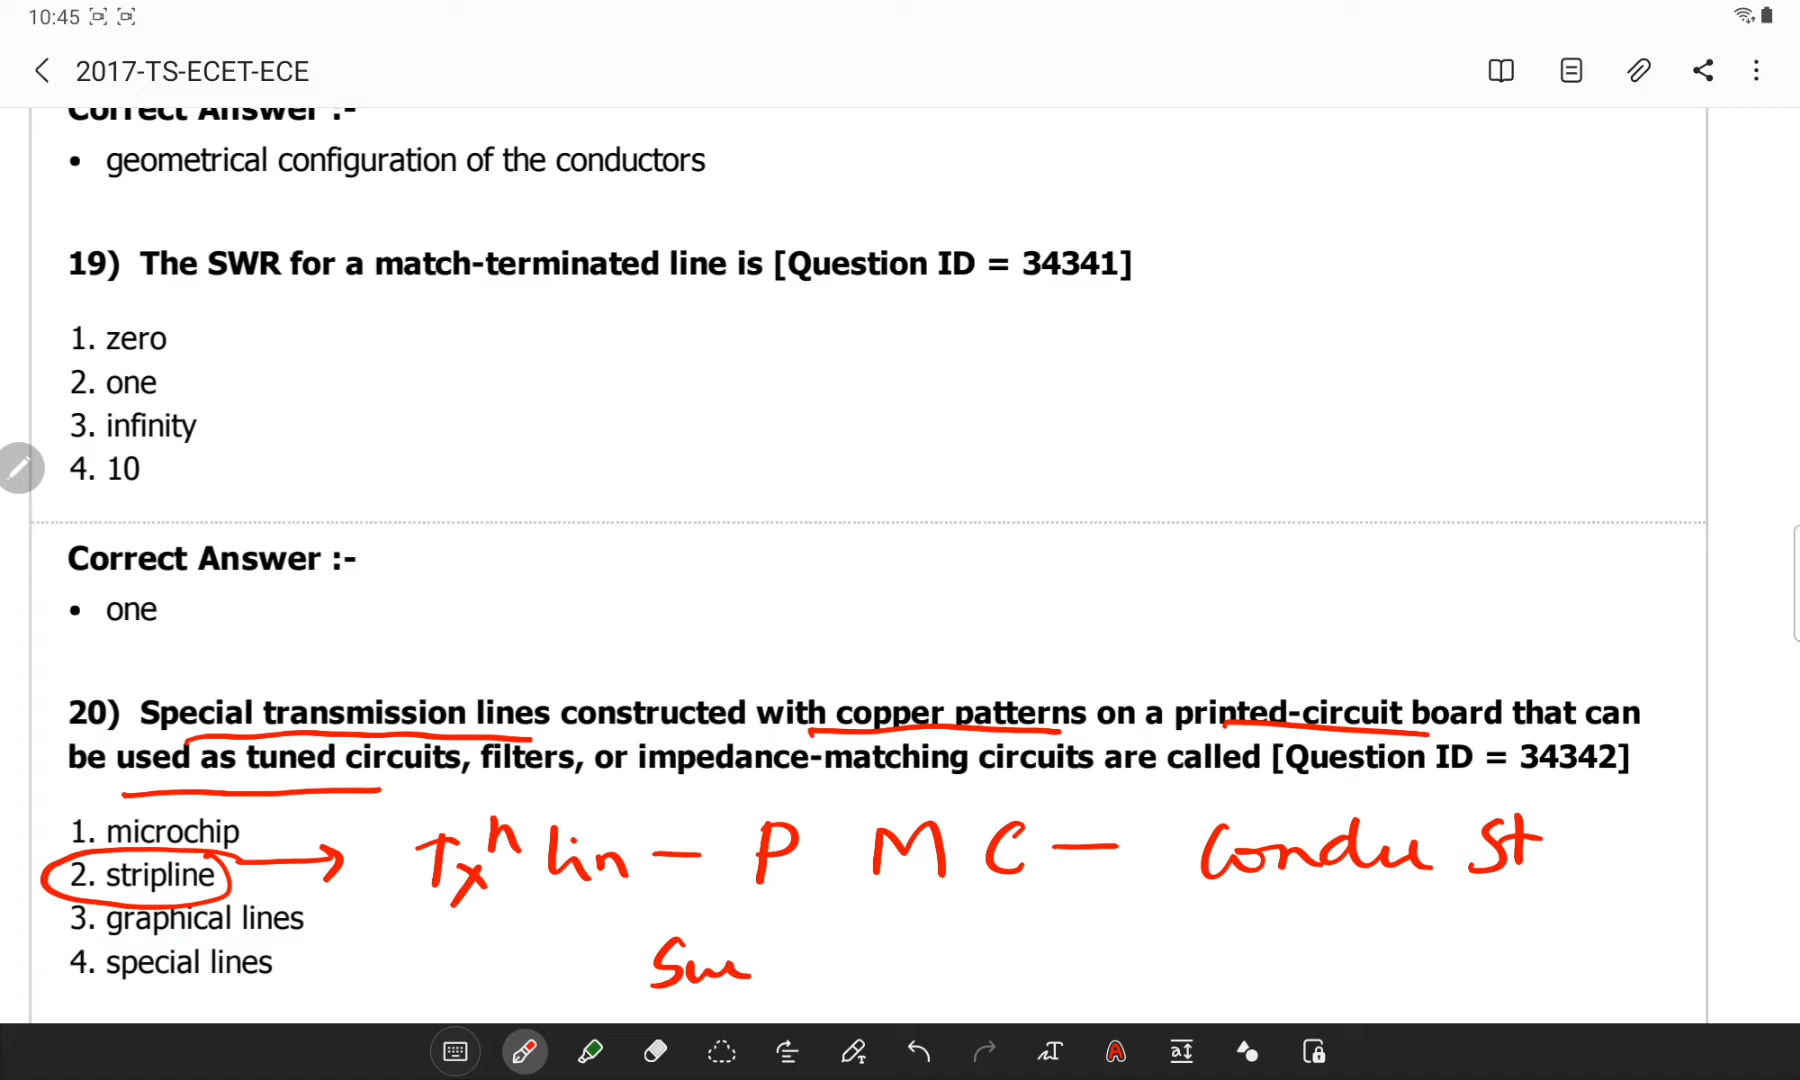 10:45
2017-TS-ECET-ECE
Correct Answer :-
• geometrical configuration of the conductors
19) The SWR for a match-terminated line is [Question ID = 34341]
1. zero
2. one
3. infinity
4. 10
Correct Answer :-
• one
20) Special transmission lines constructed with copper patterns on a printed-circuit board that can
be used as tuned circuits, filters, or impedance-matching circuits are called [Question ID = 34342]
1. microchip
2. stripline
3. graphical lines
4. special lines
Txn lin - P M C - Condu St